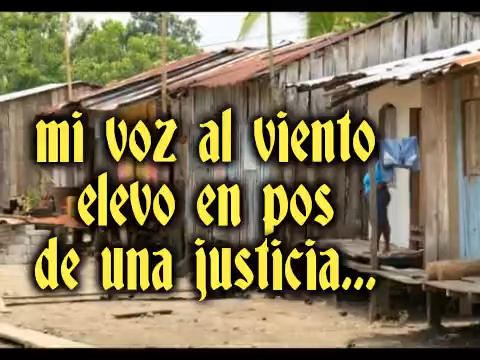 mi voz al viento
elevo en pos
de una justicia...